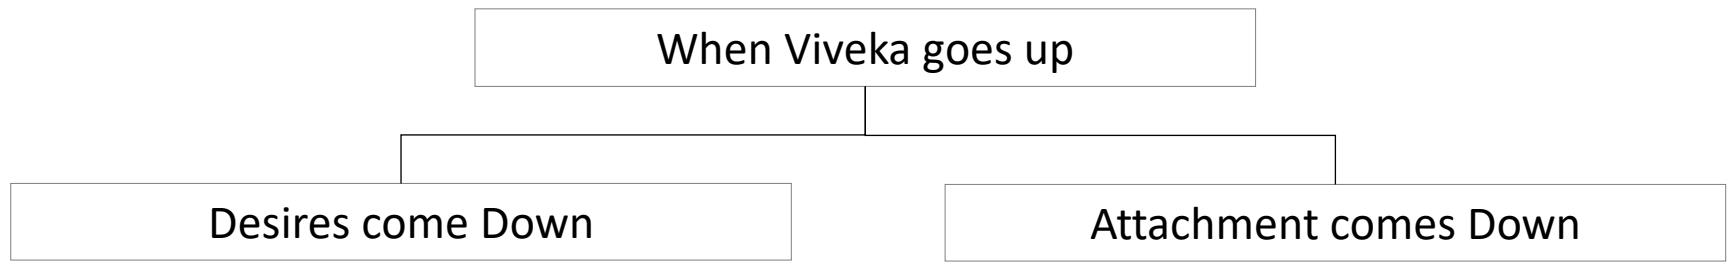 When Viveka goes up
Desires come Down
Attachment comes Down